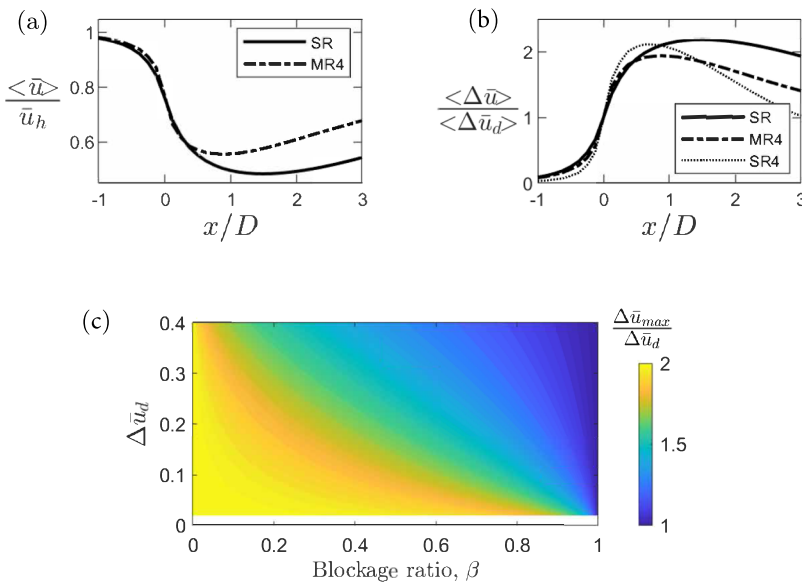 (a)
1
0.8
0.6
<ū>
ū_h
SR
MR4
-1 0 1 2 3
x/D
(b)
2
1
0
<Δū>
<Δū_d>
SR
MR4
SR4
-1 0 1 2 3
x/D
(c)
0.4
0.3
0.2
0.1
0
Δū_d
0 0.2 0.4 0.6 0.8 1
Blockage ratio, β
Δū_max
Δū_d
2
1.5
1